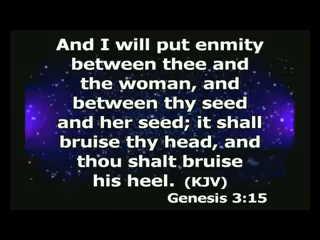 And I will put enmity
between thee and
the woman, and
between thy seed
and her seed; it shall
bruise thy head, and
thou shalt bruise
his heel. (KJV)
Genesis 3:15